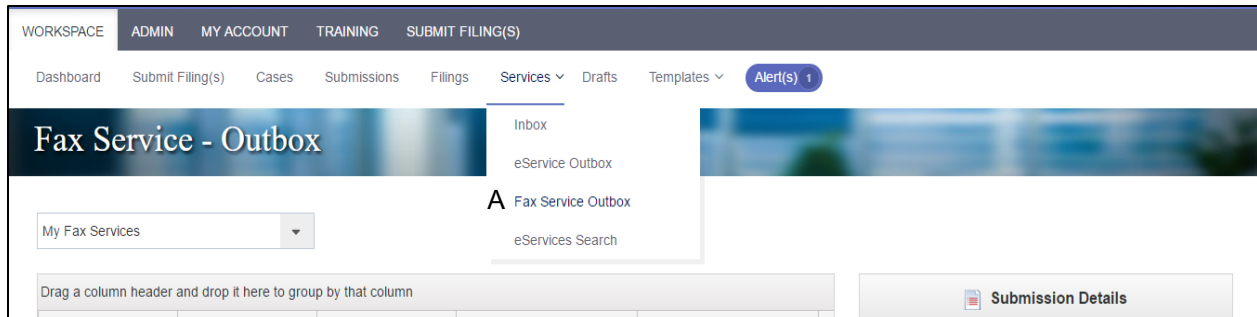 WORKSPACE ADMIN MY ACCOUNT TRAINING SUBMIT FILING(S)
Dashboard Submit Filing(s) Cases Submissions Filings Services Drafts Templates Alert(s) 1
Fax Service - Outbox
Inbox
eService Outbox
A Fax Service Outbox
eServices Search
My Fax Services
Drag a column header and drop it here to group by that column
Submission Details